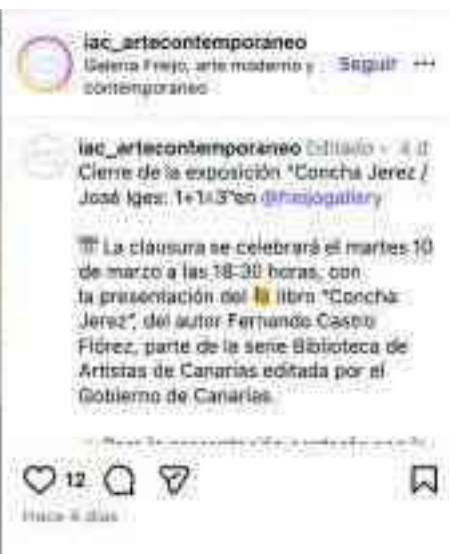 iac_artecontemporaneo
Galería Freijo, arte moderno y Seguir
contemporáneo
iac_artecontemporaneo Editado · 4 d
Cierre de la exposición "Concha Jerez /
José Iges: 1+1=3" en @freijogallery
La clausura se celebrará el martes 10
de marzo a las 18:30 horas, con
la presentación del libro "Concha
Jerez", del autor Fernando Castro
Flórez, parte de la serie Biblioteca de
Artistas de Canarias editada por el
Gobierno de Canarias.
12
Hace 4 días